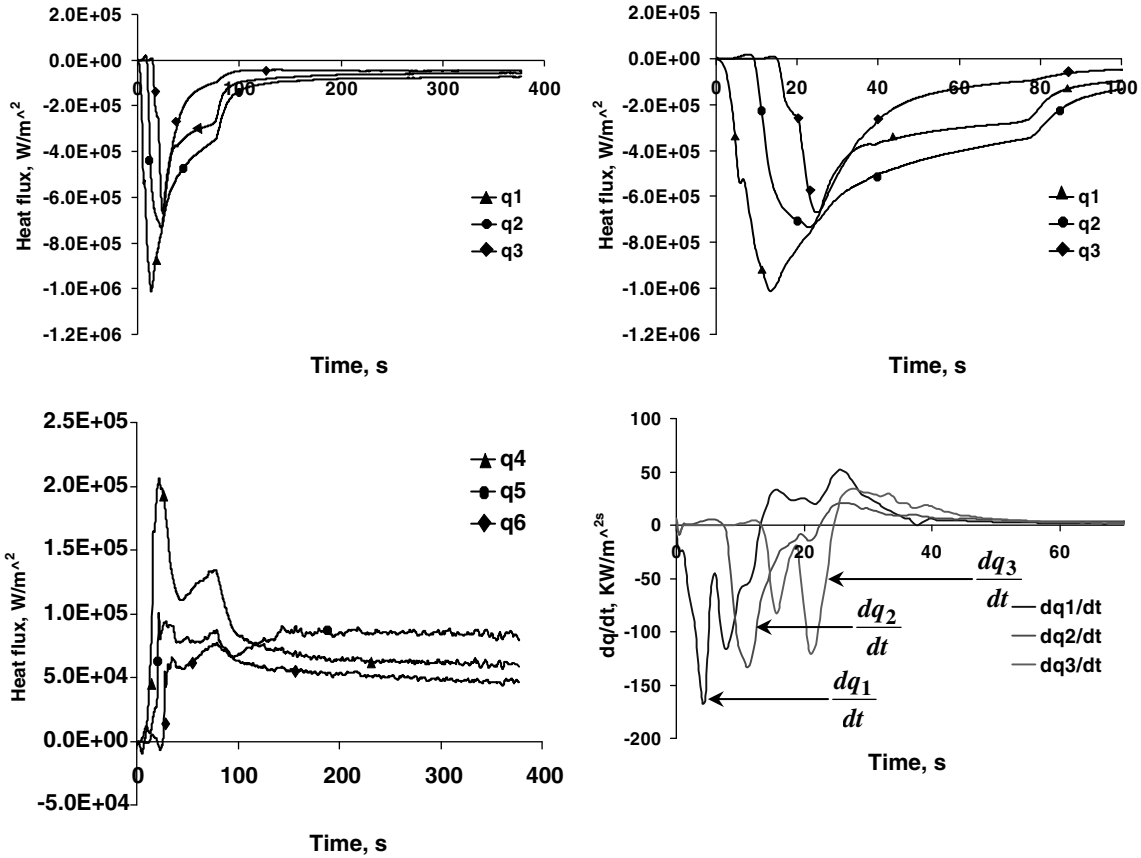 2.0E+05
0.0E+00
-2.0E+05
-4.0E+05
-6.0E+05
-8.0E+05
-1.0E+06
-1.2E+06
0 100 200 300 400
Heat flux, W/m^2
q1
q2
q3
Time, s
2.0E+05
0.0E+00
-2.0E+05
-4.0E+05
-6.0E+05
-8.0E+05
-1.0E+06
-1.2E+06
0 20 40 60 80 100
Heat flux, W/m^2
q1
q2
q3
Time, s
2.5E+05
2.0E+05
1.5E+05
1.0E+05
5.0E+04
0.0E+00
-5.0E+04
0 100 200 300 400
Heat flux, W/m^2
q4
q5
q6
Time, s
100
50
0
-50
-100
-150
-200
0 20 40 60
dq/dt, KW/m^2s
dq3
dt
dq2
dt
dq1
dt
dq1/dt
dq2/dt
dq3/dt
Time, s